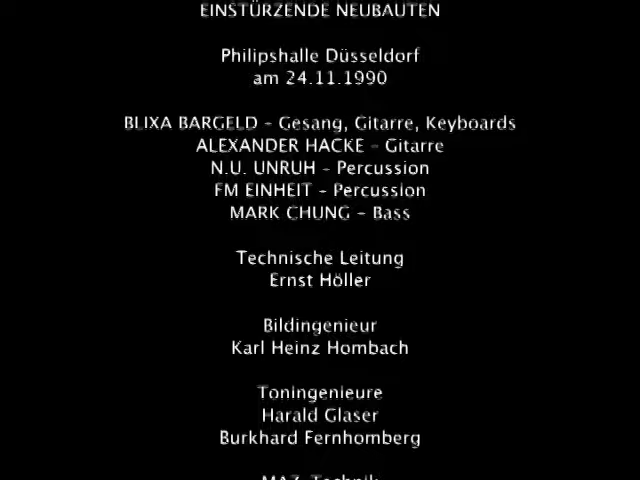 EINSTÜRZENDE NEUBAUTEN
Philipshalle Düsseldorf
am 24.11.1990
BLIXA BARGELD - Gesang, Gitarre, Keyboards
ALEXANDER HACKE - Gitarre
N.U. UNRUH - Percussion
FM EINHEIT - Percussion
MARK CHUNG - Bass
Technische Leitung
Ernst Höller
Bildingenieur
Karl Heinz Hombach
Toningenieure
Harald Glaser
Burkhard Fernhomberg
MAZ-Technik